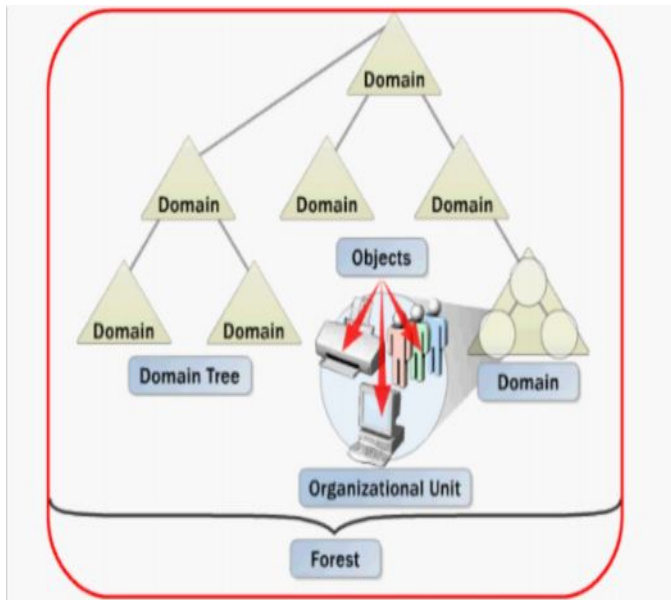 Domain
Domain
Domain
Domain
Objects
Domain
Domain
Domain Tree
Domain
Organizational Unit
Forest